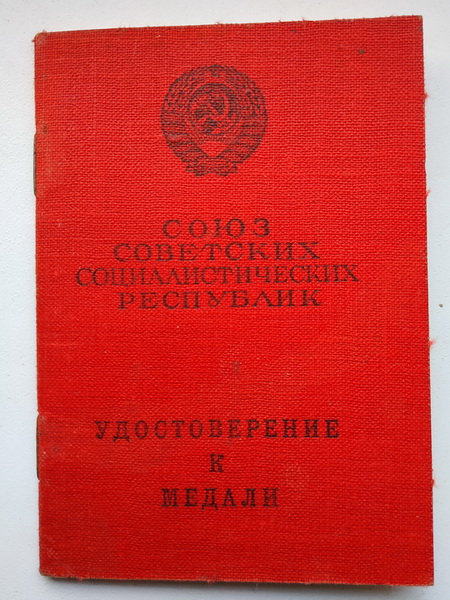 СОЮЗ
СОВЕТСКИХ
СОЦИАЛИСТИЧЕСКИХ
РЕСПУБЛИК
УДОСТОВЕРЕНИЕ
К
МЕДАЛИ